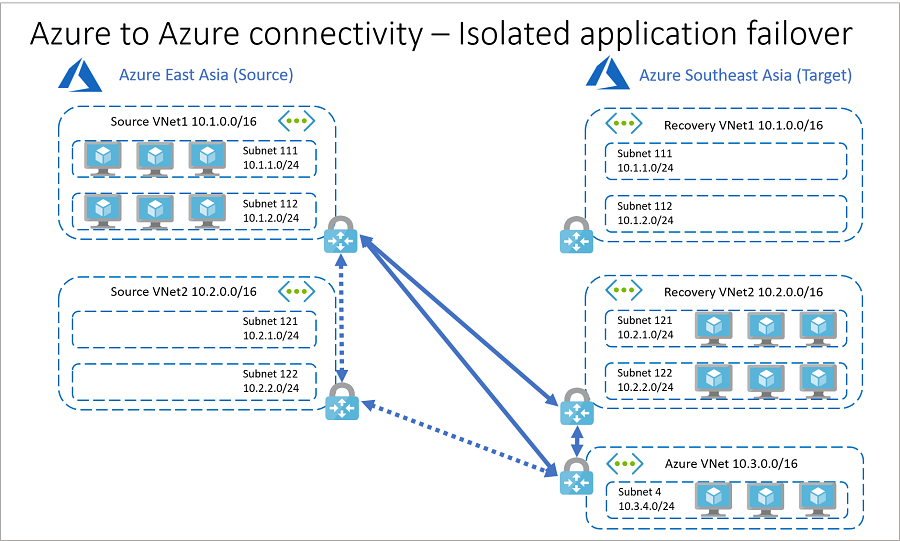 Azure to Azure connectivity – Isolated application failover
Azure East Asia (Source)
Azure Southeast Asia (Target)
Source VNet1 10.1.0.0/16
Subnet 111
10.1.1.0/24
Subnet 112
10.1.2.0/24
Source VNet2 10.2.0.0/16
Subnet 121
10.2.1.0/24
Subnet 122
10.2.2.0/24
Recovery VNet1 10.1.0.0/16
Subnet 111
10.1.1.0/24
Subnet 112
10.1.2.0/24
Recovery VNet2 10.2.0.0/16
Subnet 121
10.2.1.0/24
Subnet 122
10.2.2.0/24
Azure VNet 10.3.0.0/16
Subnet 4
10.3.4.0/24